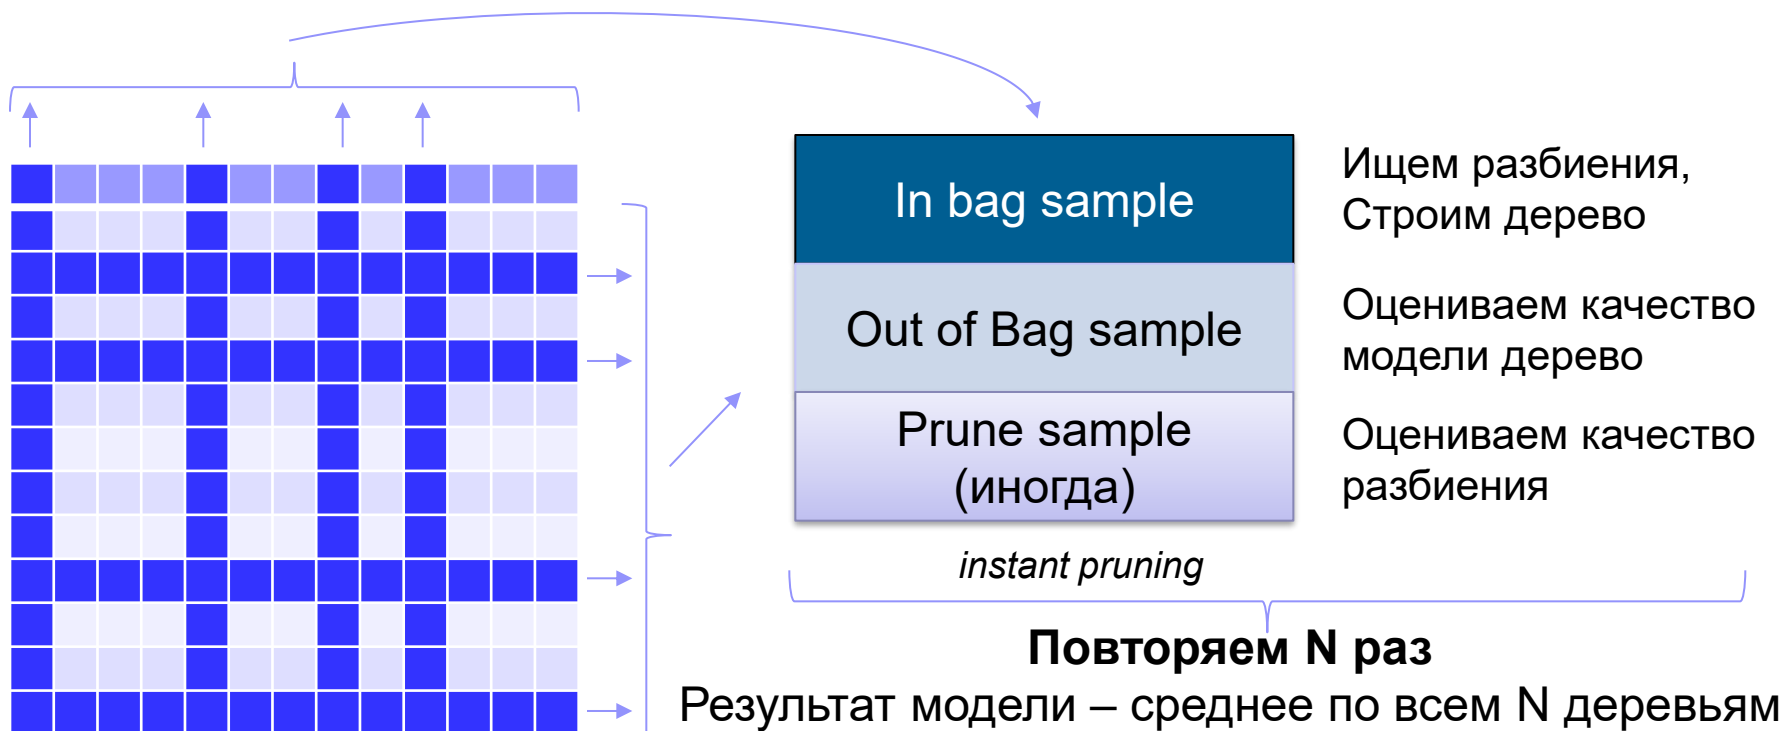 In bag sample
Ищем разбиения,
Строим дерево
Out of Bag sample
Оцениваем качество
модели дерево
Prune sample
(иногда)
Оцениваем качество
разбиения
instant pruning
Повторяем N раз
Результат модели – среднее по всем N деревьям